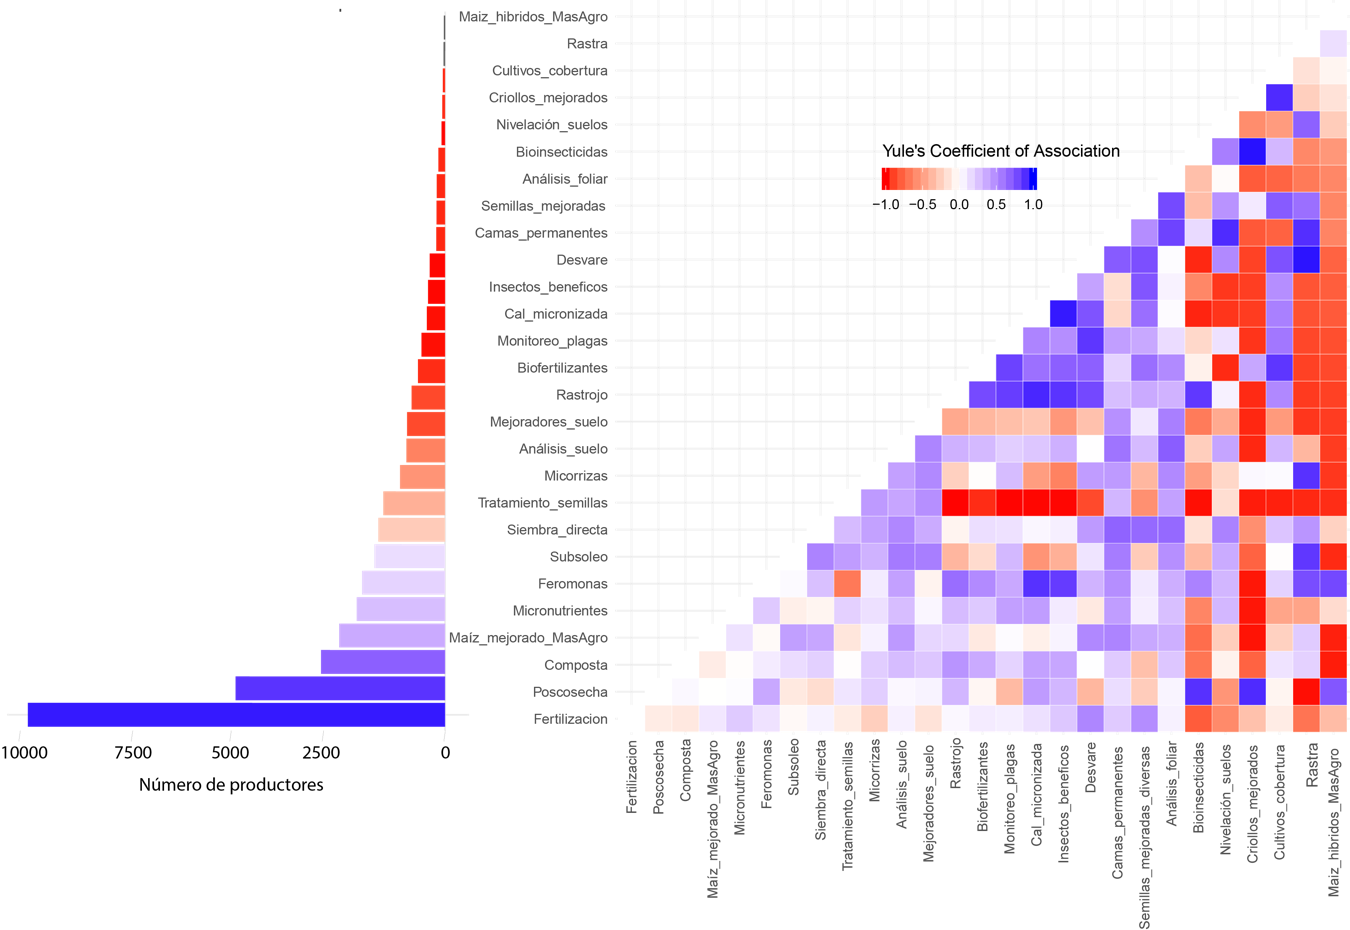 Maiz_hibridos_MasAgro
Rastra
Cultivos_cobertura
Criollos_mejorados
Nivelación_suelos
Bioinsecticidas
Análisis_foliar
Semillas_mejoradas
Camas_permanentes
Desvare
Insectos_beneficos
Cal_micronizada
Monitoreo_plagas
Biofertilizantes
Rastrojo
Mejoradores_suelo
Análisis_suelo
Micorrizas
Tratamiento_semillas
Siembra_directa
Subsoleo
Feromonas
Micronutrientes
Maíz_mejorado_MasAgro
Composta
Poscosecha
Fertilizacion
10000 7500 5000 2500 0
Número de productores
Yule's Coefficient of Association
−1.0 −0.5 0.0 0.5 1.0
Fertilizacion
Poscosecha
Composta
Maíz_mejorado_MasAgro
Micronutrientes
Feromonas
Subsoleo
Siembra_directa
Tratamiento_semillas
Micorrizas
Análisis_suelo
Mejoradores_suelo
Rastrojo
Biofertilizantes
Monitoreo_plagas
Cal_micronizada
Insectos_beneficos
Desvare
Camas_permanentes
Semillas_mejoradas_diversas
Análisis_foliar
Bioinsecticidas
Nivelación_suelos
Criollos_mejorados
Cultivos_cobertura
Rastra
Maiz_hibridos_MasAgro